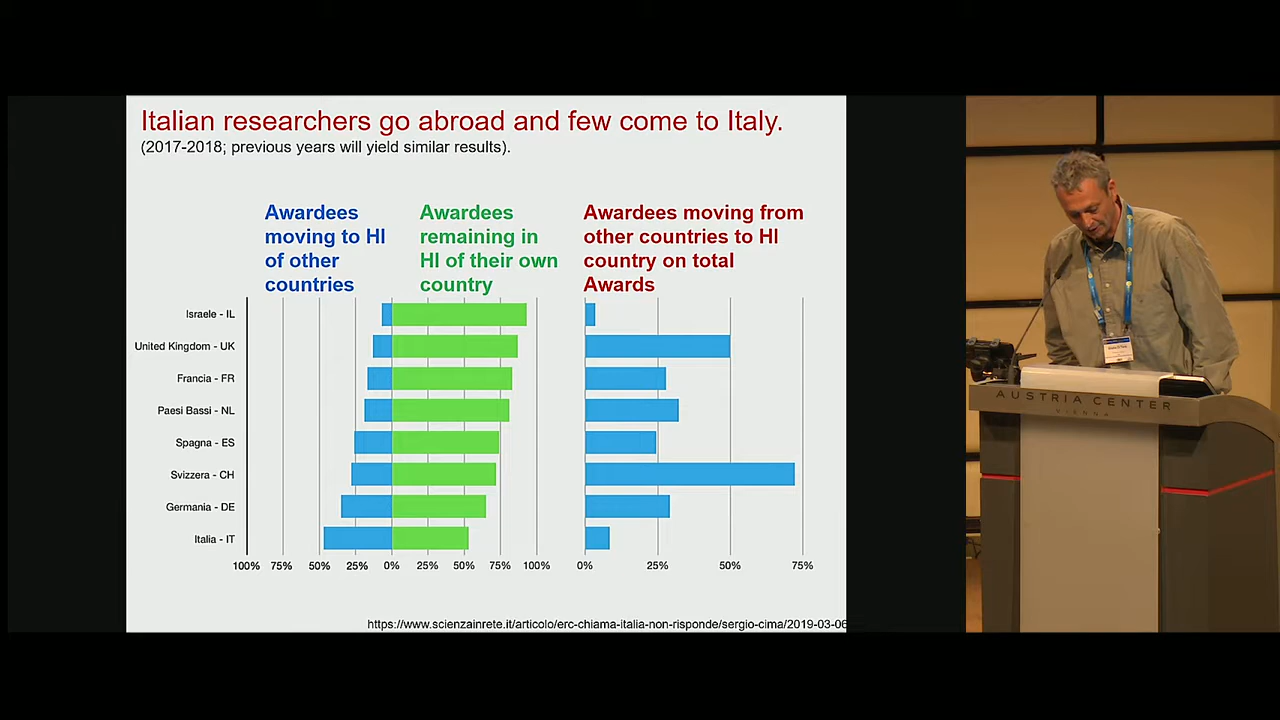 Italian researchers go abroad and few come to Italy.
(2017-2018; previous years will yield similar results).
Awardees
moving to HI
of other
countries
Awardees
remaining in
HI of their own
country
Awardees moving from
other countries to HI
country on total
Awards
Israele - IL
United Kingdom - UK
Francia - FR
Paesi Bassi - NL
Spagna - ES
Svizzera - CH
Germania - DE
Italia - IT
100% 75% 50% 25% 0% 25% 50% 75% 100%
0% 25% 50% 75%
https://www.scienzainrete.it/articolo/erc-chiama-italia-non-risponde/sergio-cima/2019-03-06
AUSTRIA CENTER
VIENNA